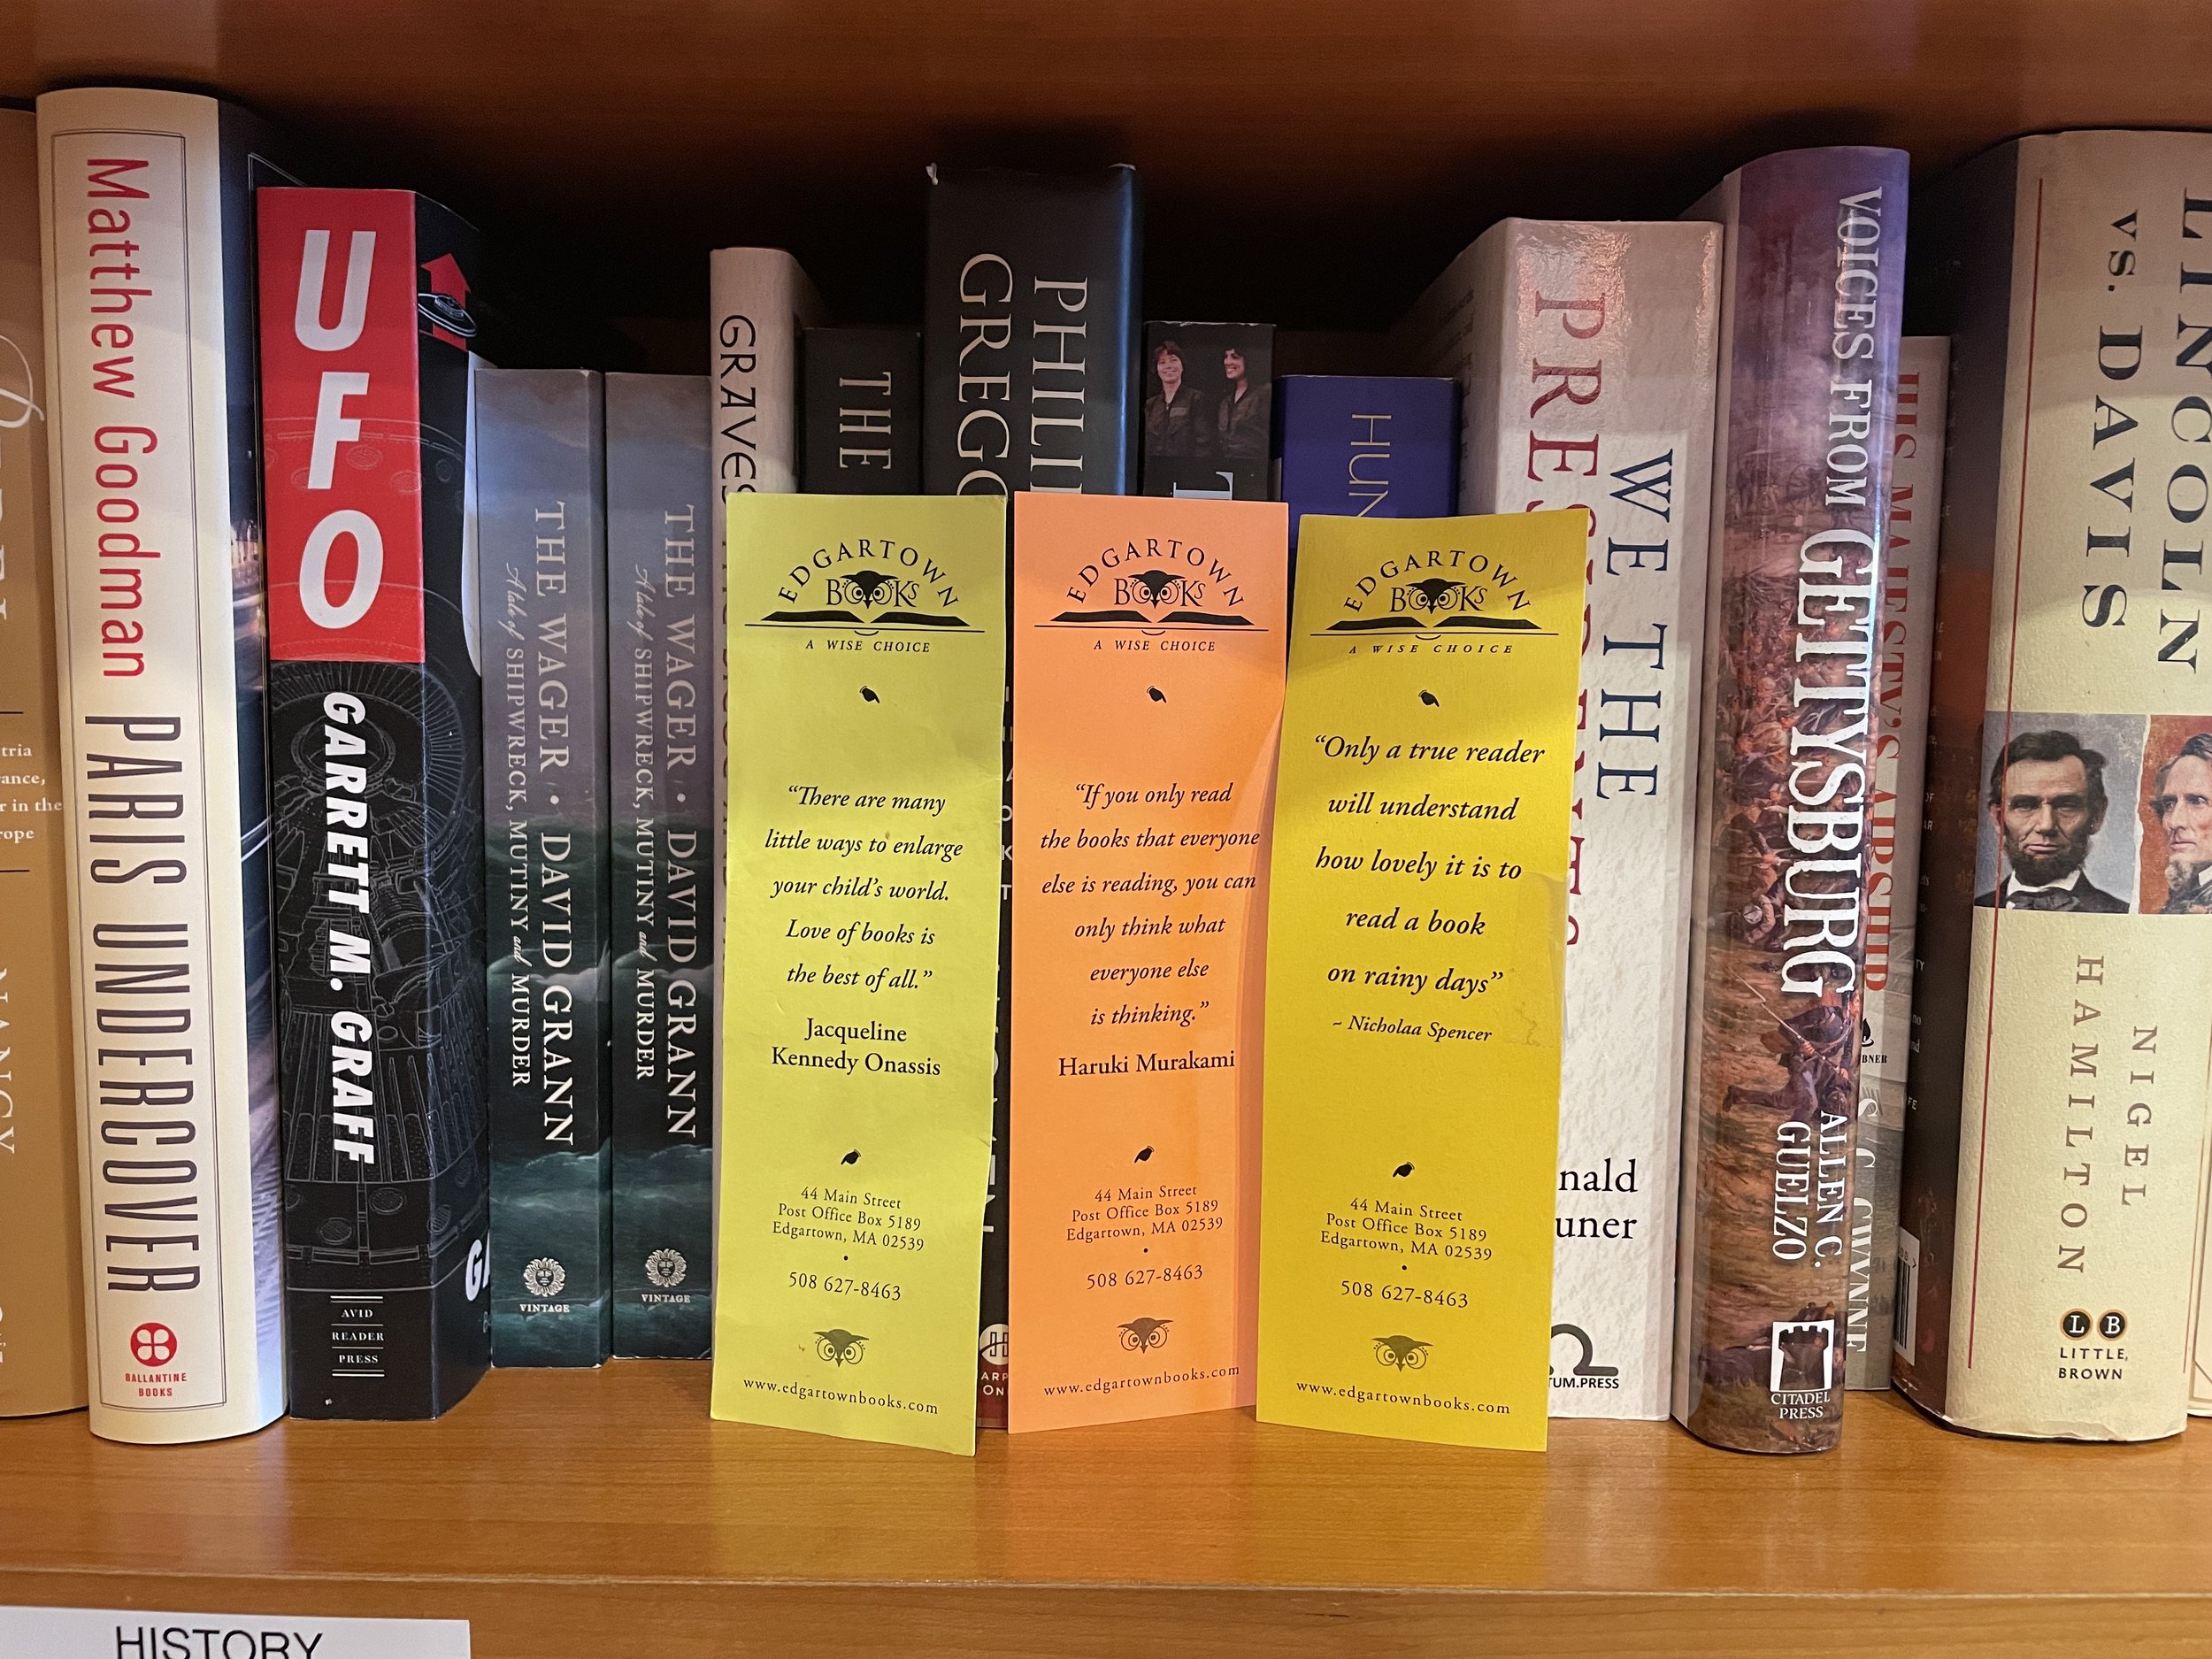 Matthew Goodman PARIS UNDERCOVER
BALLANTINE
BOOKS
UFO
GARRETT M. GRAFF
AVID
READER
PRESS
THE WAGER • DAVID GRANN
A Tale of SHIPWRECK, MUTINY and MURDER
VINTAGE
THE WAGER • DAVID GRANN
A Tale of SHIPWRECK, MUTINY and MURDER
VINTAGE
GRAVES
THE
EDGARTOWN
BOOKS
A WISE CHOICE
“There are many
little ways to enlarge
your child’s world.
Love of books is
the best of all.”
Jacqueline
Kennedy Onassis
44 Main Street
Post Office Box 5189
Edgartown, MA 02539
•
508 627-8463
www.edgartownbooks.com
EDGARTOWN
BOOKS
A WISE CHOICE
“If you only read
the books that everyone
else is reading, you can
only think what
everyone else
is thinking.”
Haruki Murakami
44 Main Street
Post Office Box 5189
Edgartown, MA 02539
•
508 627-8463
www.edgartownbooks.com
EDGARTOWN
BOOKS
A WISE CHOICE
“Only a true reader
will understand
how lovely it is to
read a book
on rainy days”
~ Nicholaa Spencer
44 Main Street
Post Office Box 5189
Edgartown, MA 02539
•
508 627-8463
www.edgartownbooks.com
WE THE
nald
uner
TUM.PRESS
VOICES FROM GETTYSBURG
ALLEN C.
GUELZO
CITADEL
PRESS
HIS MAJESTY’S AIRSHIP
S. C. GWYNNE
LINCOLN
VS. DAVIS
NIGEL
HAMILTON
LB
LITTLE,
BROWN
NANCY
HISTORY